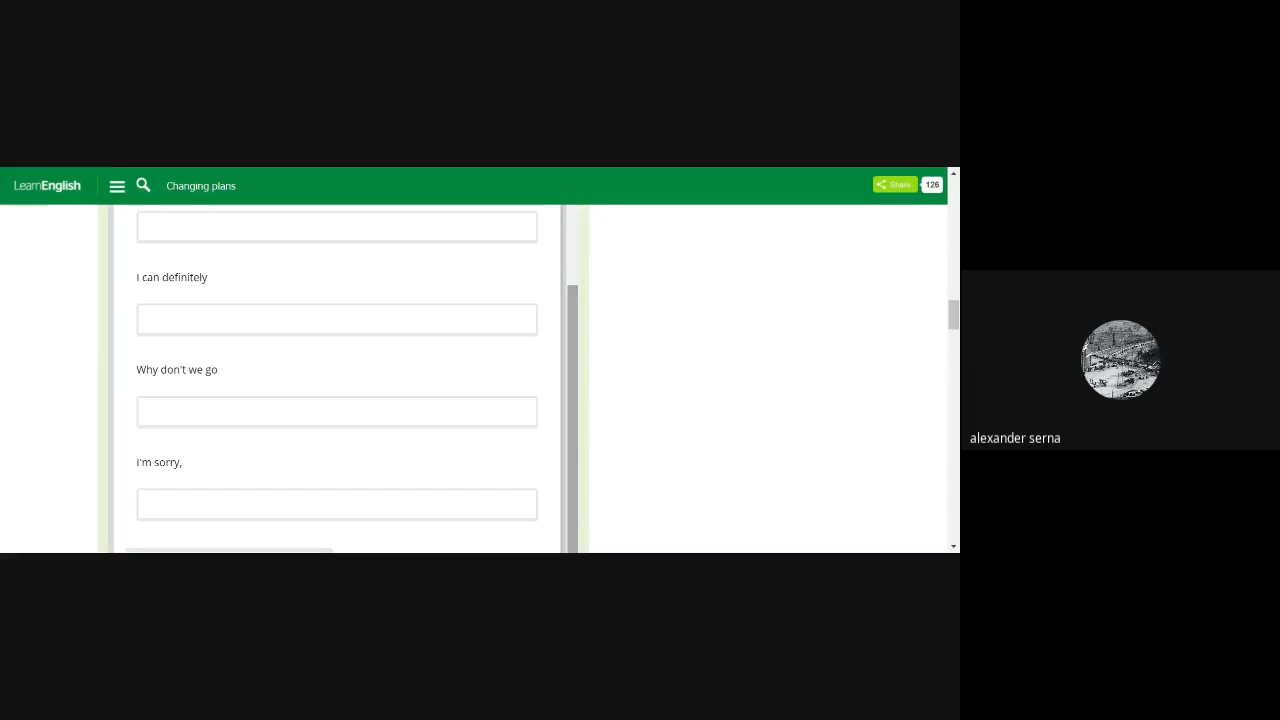 LearnEnglish
Changing plans
Share
126
I can definitely
Why don't we go
I'm sorry,
alexander serna